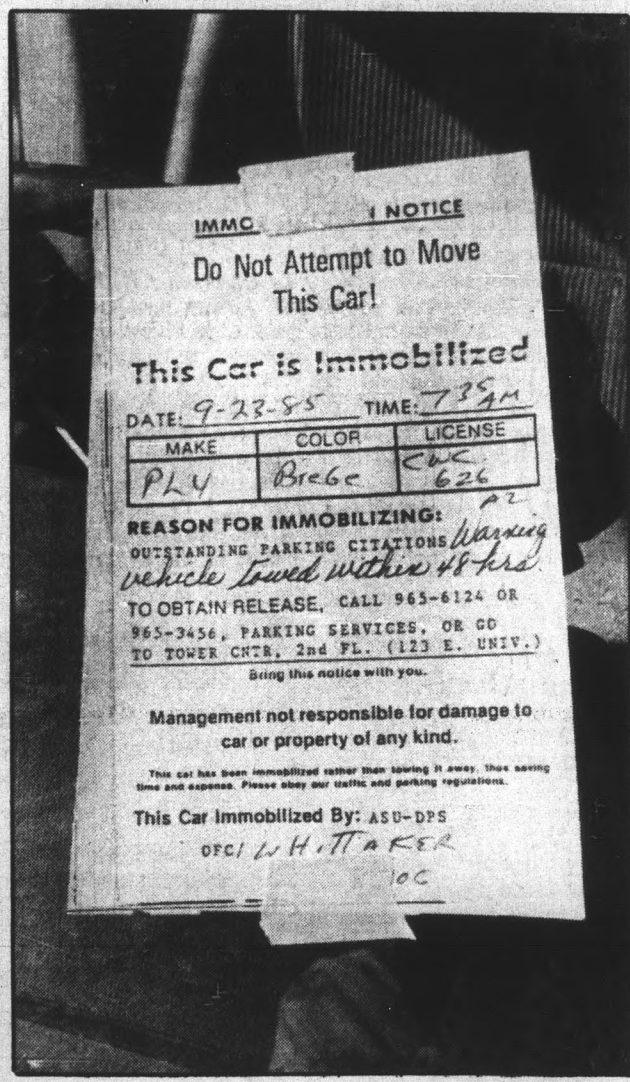 IMMO N NOTICE
Do Not Attempt to Move
This Car!
This Car is Immobilized
DATE: 9-23-85 TIME: 735 AM
MAKE COLOR LICENSE
PLY Biege CWC 626
AZ
REASON FOR IMMOBILIZING:
OUTSTANDING PARKING CITATIONS Warning
vehicle towed within 48 hrs.
TO OBTAIN RELEASE, CALL 965-6124 OR
965-3456, PARKING SERVICES, OR GO
TO TOWER CNTR, 2nd FL. (123 E. UNIV.)
Bring this notice with you.
Management not responsible for damage to
car or property of any kind.
This car has been immobilized rather than towing it away, thus saving
time and expense. Please obey our traffic and parking regulations.
This Car Immobilized By: ASU-DPS
OFC/ WHITTAKER